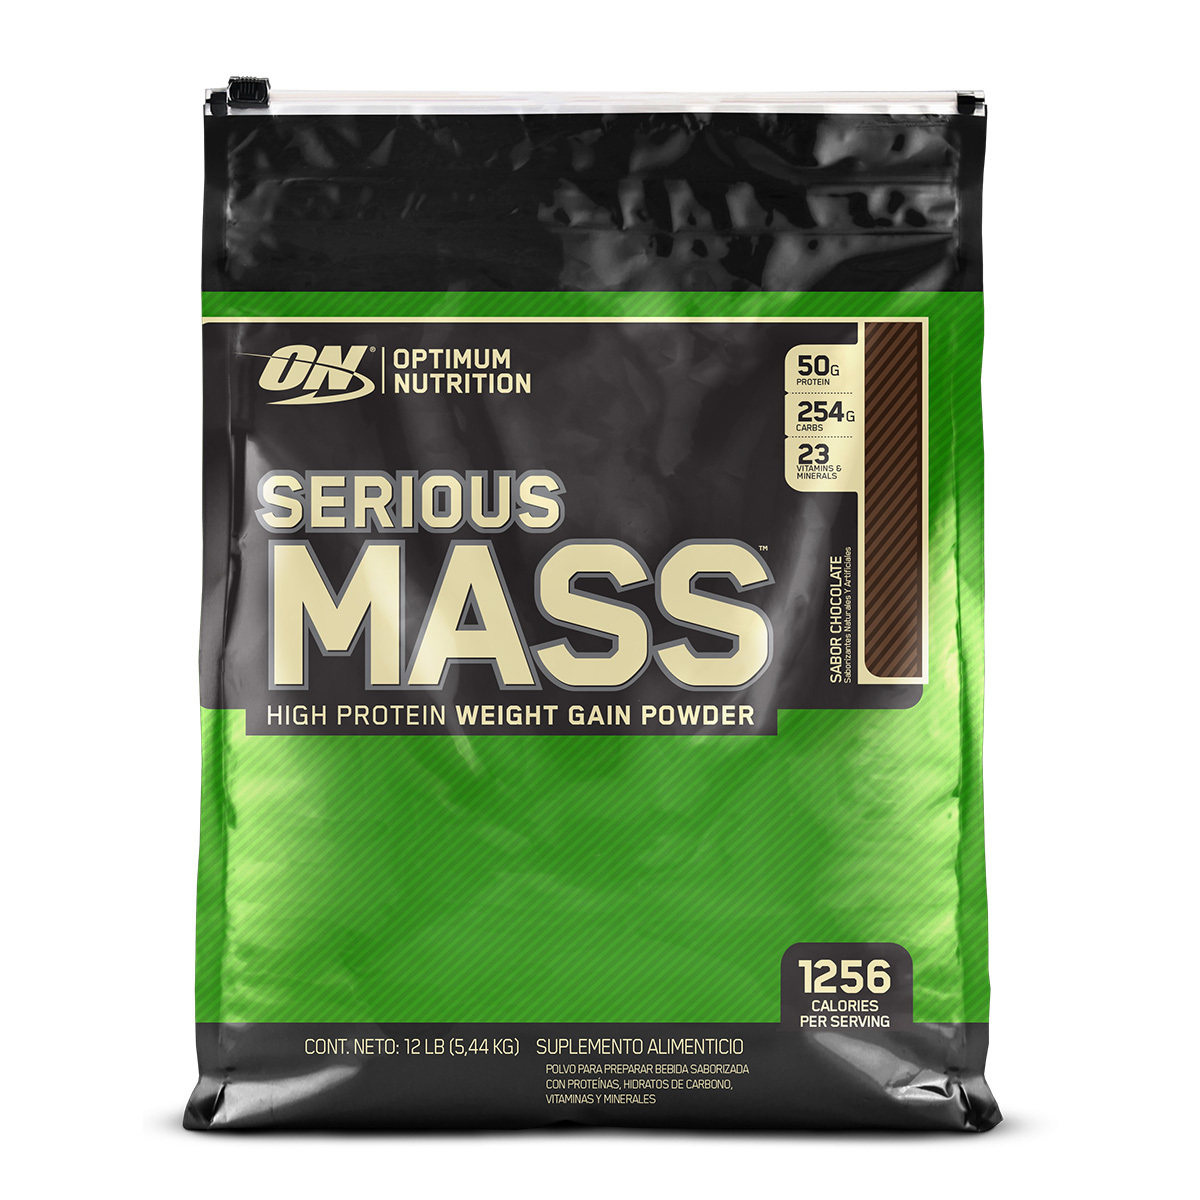 ON® OPTIMUM
NUTRITION
50G
PROTEIN
254G
CARBS
23
VITAMINS &
MINERALS
SERIOUS
MASS™
HIGH PROTEIN WEIGHT GAIN POWDER
SABOR CHOCOLATE
Saborizantes Naturales Y Artificiales
1256
CALORIES
PER SERVING
CONT. NETO: 12 LB (5,44 KG) SUPLEMENTO ALIMENTICIO
POLVO PARA PREPARAR BEBIDA SABORIZADA
CON PROTEÍNAS, HIDRATOS DE CARBONO,
VITAMINAS Y MINERALES